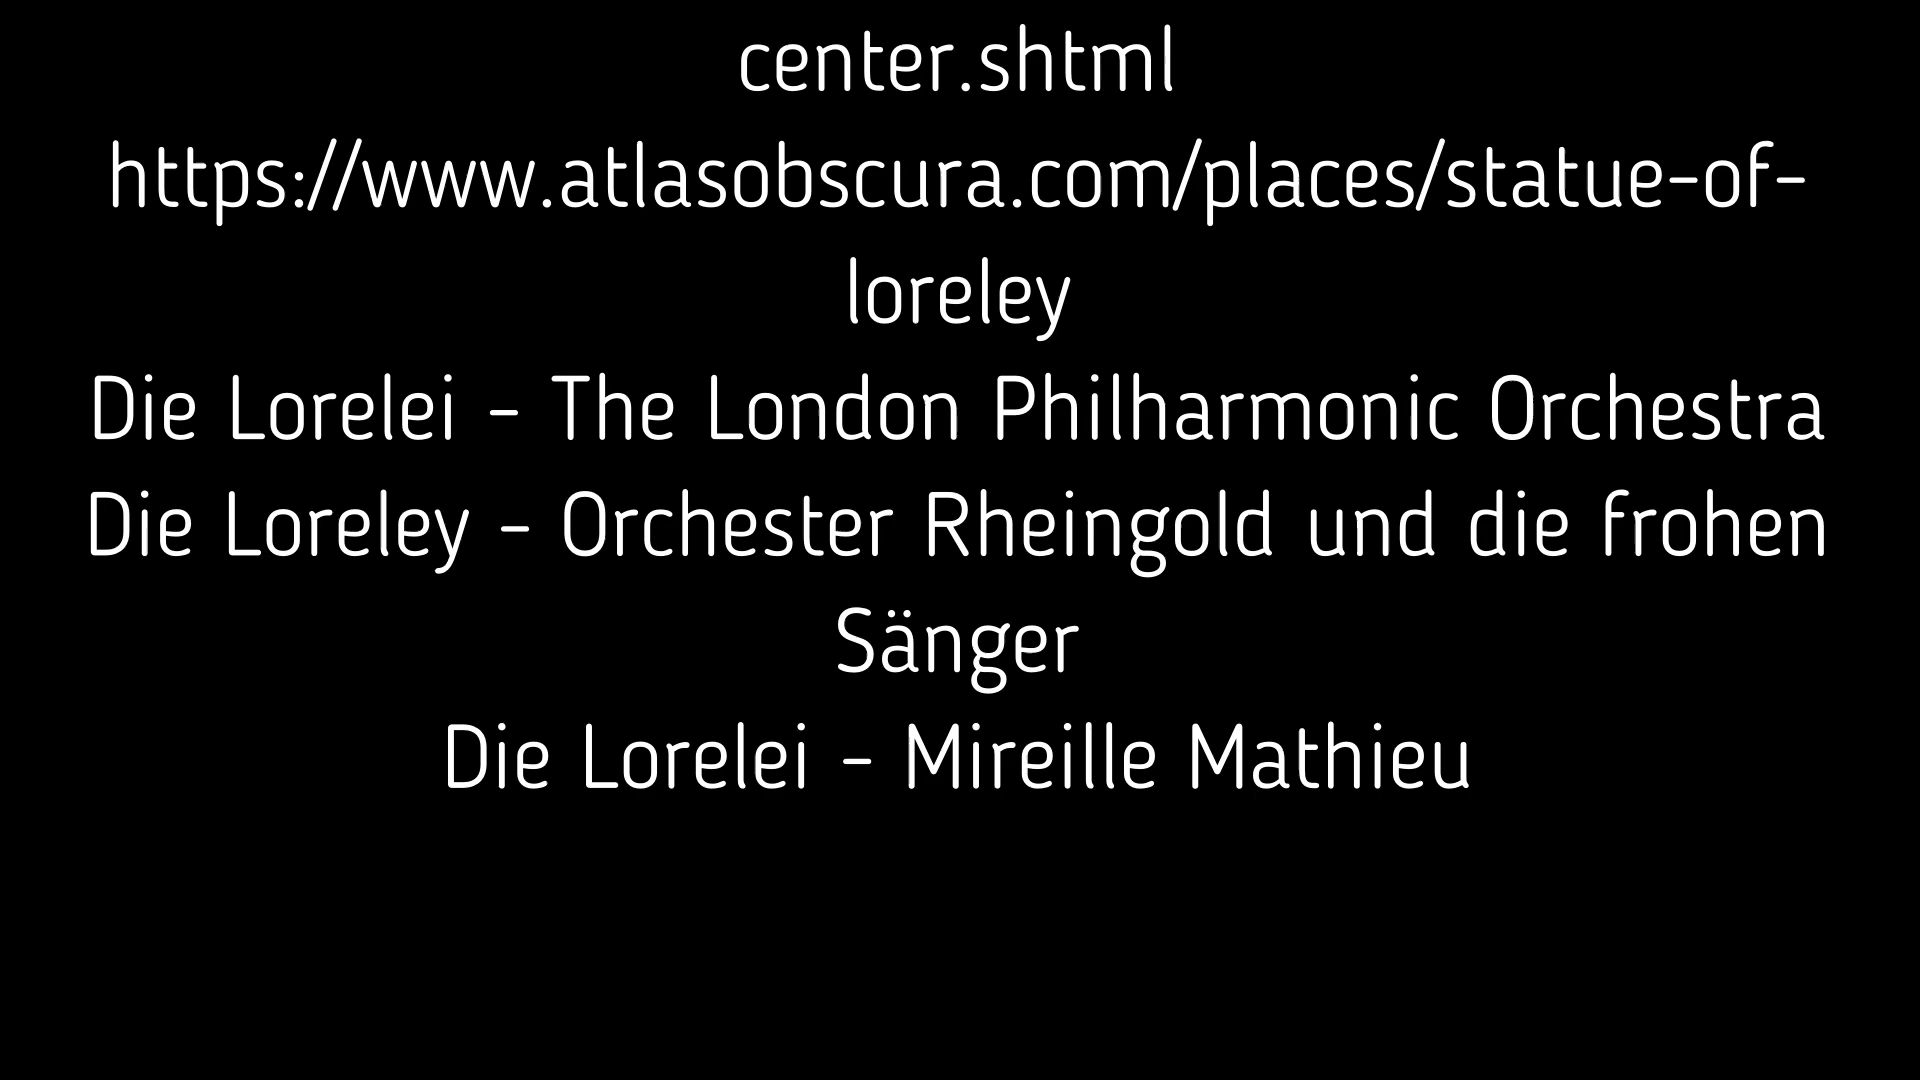 center.shtml
https://www.atlasobscura.com/places/statue-of-
loreley
Die Lorelei - The London Philharmonic Orchestra
Die Loreley - Orchester Rheingold und die frohen
Sänger
Die Lorelei - Mireille Mathieu